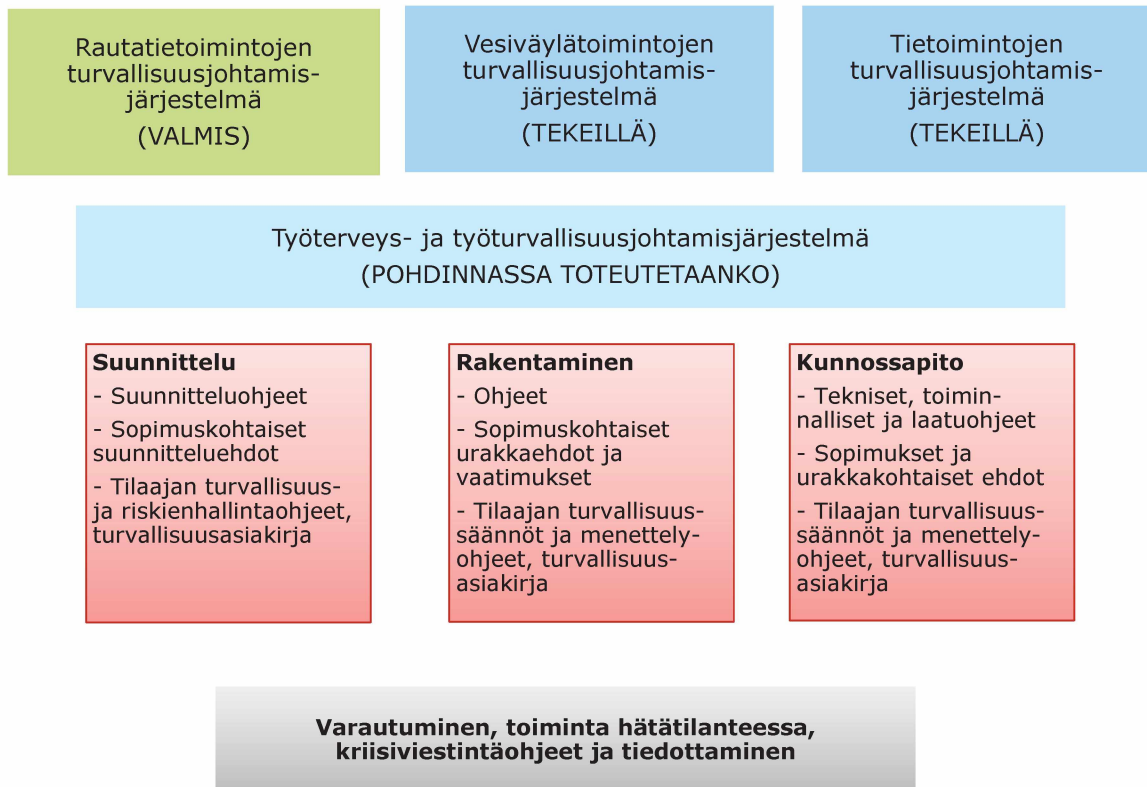 Rautatietoimintojen
turvallisuusjohtamis-
järjestelmä
(VALMIS)
Vesiväylätoimintojen
turvallisuusjohtamis-
järjestelmä
(TEKEILLÄ)
Tietoimintojen
turvallisuusjohtamis-
järjestelmä
(TEKEILLÄ)
Työterveys- ja työturvallisuusjohtamisjärjestelmä
(POHDINNASSA TOTEUTETAANKO)
Suunnittelu
- Suunnitteluohjeet
- Sopimuskohtaiset
suunnitteluehdot
- Tilaajan turvallisuus-
ja riskienhallintaohjeet,
turvallisuusasiakirja
Rakentaminen
- Ohjeet
- Sopimuskohtaiset
urakkaehdot ja
vaatimukset
- Tilaajan turvallisuus-
säännöt ja menettely-
ohjeet, turvallisuus-
asiakirja
Kunnossapito
- Tekniset, toimin-
nalliset ja laatuohjeet
- Sopimukset ja
urakkakohtaiset ehdot
- Tilaajan turvallisuus-
säännöt ja menettely-
ohjeet, turvallisuus-
asiakirja
Varautuminen, toiminta hätätilanteessa,
kriisiviestintäohjeet ja tiedottaminen